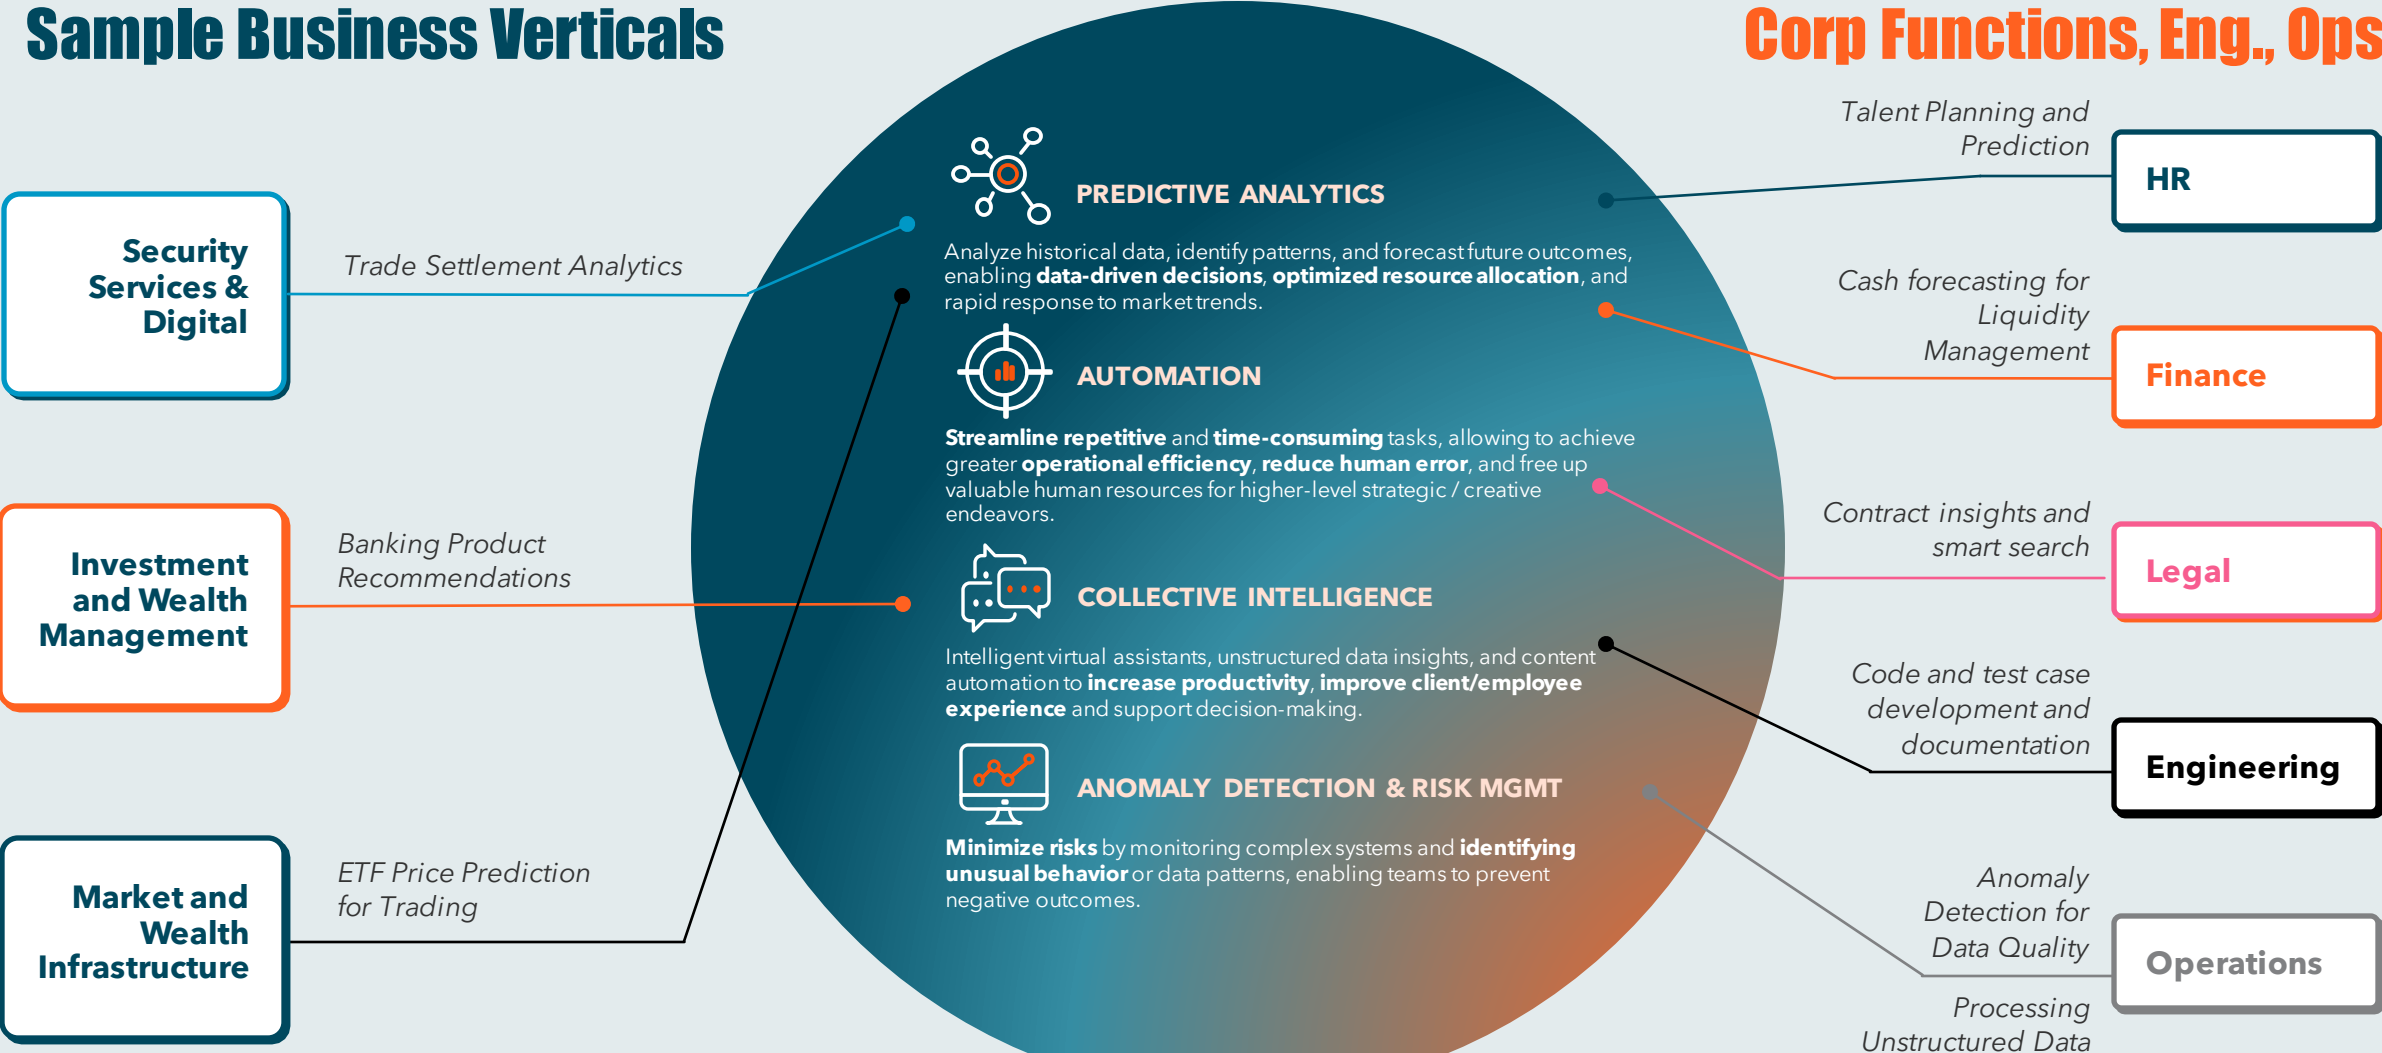 Sample Business Verticals
Corp Functions, Eng., Ops
Security
Services &
Digital
Trade Settlement Analytics
Investment
and Wealth
Management
Banking Product
Recommendations
Market and
Wealth
Infrastructure
ETF Price Prediction
for Trading
PREDICTIVE ANALYTICS
Analyze historical data, identify patterns, and forecast future outcomes,
enabling data-driven decisions, optimized resource allocation, and
rapid response to market trends.
AUTOMATION
Streamline repetitive and time-consuming tasks, allowing to achieve
greater operational efficiency, reduce human error, and free up
valuable human resources for higher-level strategic / creative
endeavors.
COLLECTIVE INTELLIGENCE
Intelligent virtual assistants, unstructured data insights, and content
automation to increase productivity, improve client/employee
experience and support decision-making.
ANOMALY DETECTION & RISK MGMT
Minimize risks by monitoring complex systems and identifying
unusual behavior or data patterns, enabling teams to prevent
negative outcomes.
Talent Planning and
Prediction
HR
Cash forecasting for
Liquidity
Management
Finance
Contract insights and
smart search
Legal
Code and test case
development and
documentation
Engineering
Anomaly
Detection for
Data Quality
Operations
Processing
Unstructured Data